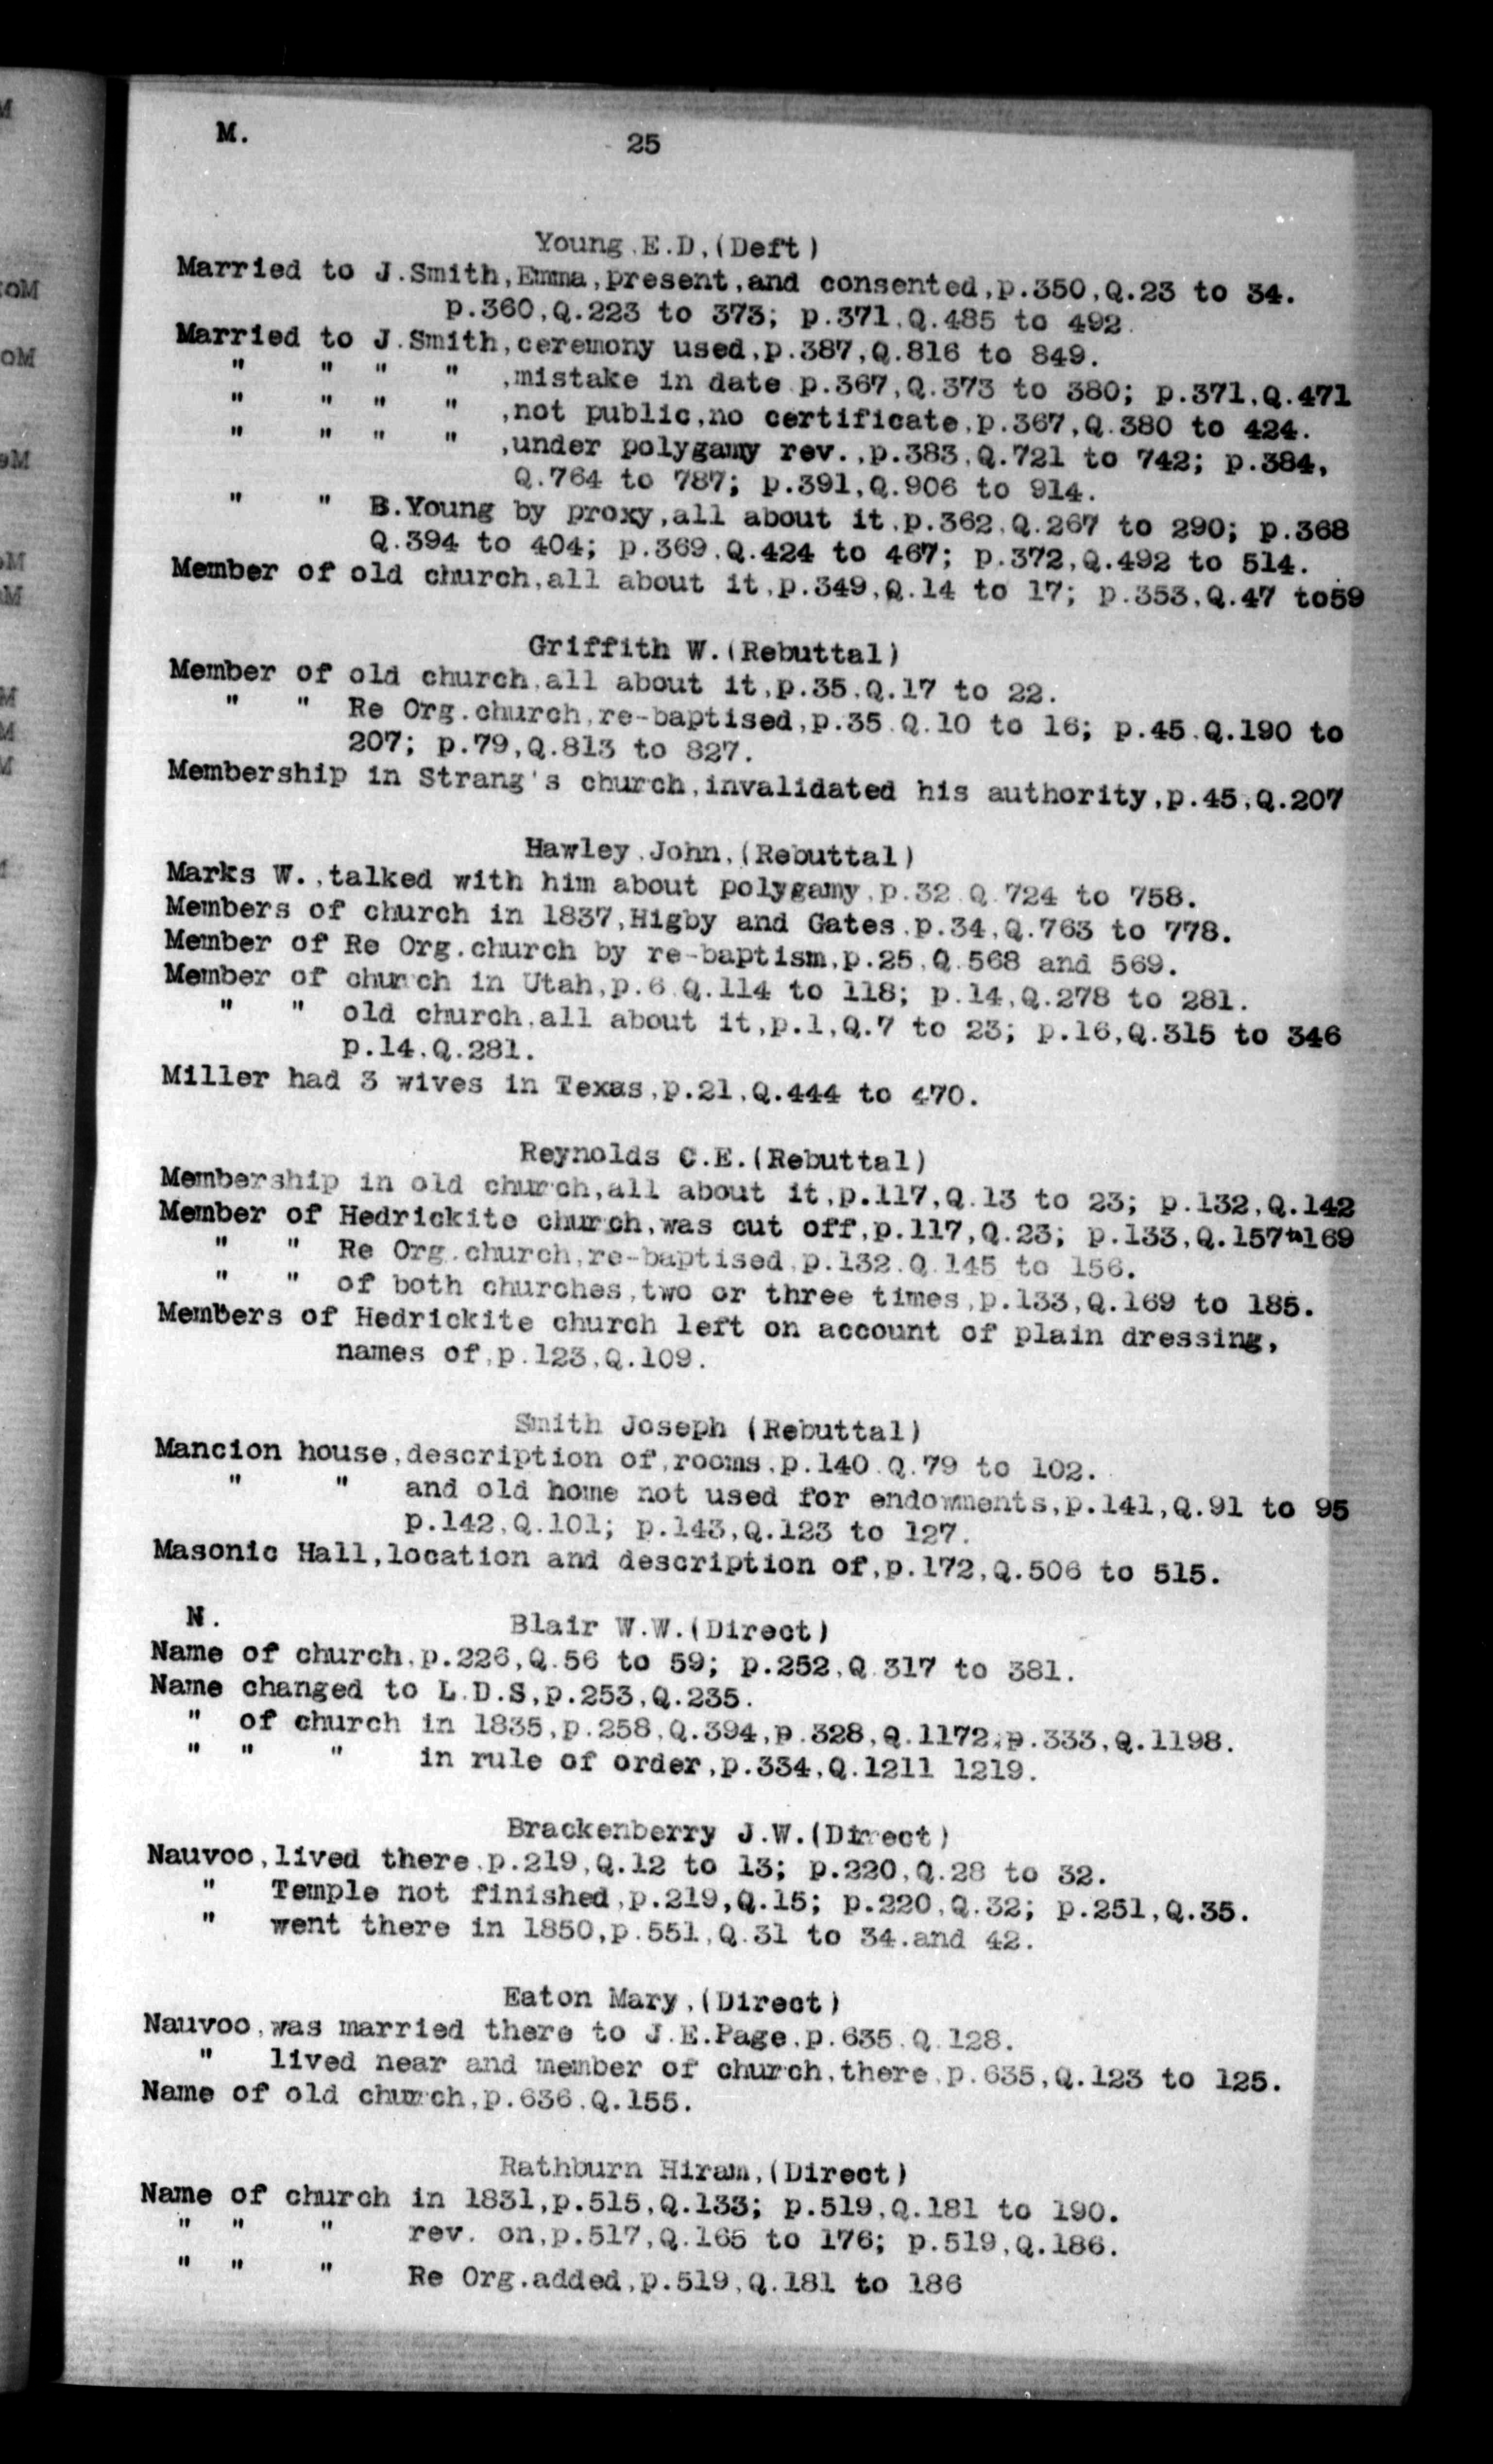 M.
25
Young,E.D,(Deft)
Married to J.Smith,Emma,present,and consented,p.350,Q.23 to 34.
p.360,Q.223 to 373; p.371,Q.485 to 492.
Married to J.Smith,ceremony used,p.387,Q.816 to 849.
" " " " ,mistake in date p.367,Q.373 to 380; p.371,Q.471
" " " " ,not public,no certificate,p.367,Q.380 to 424.
" " " " ,under polygamy rev.,p.383,Q.721 to 742; p.384,
Q.764 to 787; p.391,Q.906 to 914.
" " B.Young by proxy,all about it,p.362,Q.267 to 290; p.368
Q.394 to 404; p.369,Q.424 to 467; p.372,Q.492 to 514.
Member of old church,all about it,p.349,Q.14 to 17; p.353,Q.47 to59
Griffith W.(Rebuttal)
Member of old church,all about it,p.35,Q.17 to 22.
" " Re Org.church,re-baptised,p.35,Q.10 to 16; p.45,Q.190 to
207; p.79,Q.813 to 827.
Membership in Strang's church,invalidated his authority,p.45,Q.207
Hawley,John,(Rebuttal)
Marks W.,talked with him about polygamy,p.32,Q.724 to 758.
Members of church in 1837,Higby and Gates,p.34,Q.763 to 778.
Member of Re Org.church by re-baptism,p.25,Q.568 and 569.
Member of church in Utah,p.6,Q.114 to 118; p.14,Q.278 to 281.
" " old church,all about it,p.1,Q.7 to 23; p.16,Q.315 to 346
p.14,Q.281.
Miller had 3 wives in Texas,p.21,Q.444 to 470.
Reynolds C.E.(Rebuttal)
Membership in old church,all about it,p.117,Q.13 to 23; p.132,Q.142
Member of Hedrickite church,was cut off,p.117,Q.23; p.133,Q.157 to 169
" " Re Org.church,re-baptised,p.132,Q.145 to 156.
" " of both churches,two or three times,p.133,Q.169 to 185.
Members of Hedrickite church left on account of plain dressing,
names of,p.123,Q.109.
Smith Joseph (Rebuttal)
Mancion house,description of,rooms,p.140,Q.79 to 102.
" " and old home not used for endowments,p.141,Q.91 to 95
p.142,Q.101; p.143,Q.123 to 127.
Masonic Hall,location and description of,p.172,Q.506 to 515.
N.
Blair W.W.(Direct)
Name of church,p.226,Q.56 to 59; p.252,Q.317 to 381.
Name changed to L.D.S,p.253,Q.235.
" of church in 1835,p.258,Q.394,p.328,Q.1172,p.333,Q.1198.
" " " in rule of order,p.334,Q.1211 1219.
Brackenberry J.W.(Direct)
Nauvoo,lived there,p.219,Q.12 to 13; p.220,Q.28 to 32.
" Temple not finished,p.219,Q.15; p.220,Q.32; p.251,Q.35.
" went there in 1850,p.551,Q.31 to 34.and 42.
Eaton Mary,(Direct)
Nauvoo,was married there to J.E.Page,p.635,Q.128.
" lived near and member of church,there,p.635,Q.123 to 125.
Name of old church,p.636,Q.155.
Rathburn Hiram,(Direct)
Name of church in 1831,p.515,Q.133; p.519,Q.181 to 190.
" " " rev. on,p.517,Q.165 to 176; p.519,Q.186.
" " " Re Org.added,p.519,Q.181 to 186